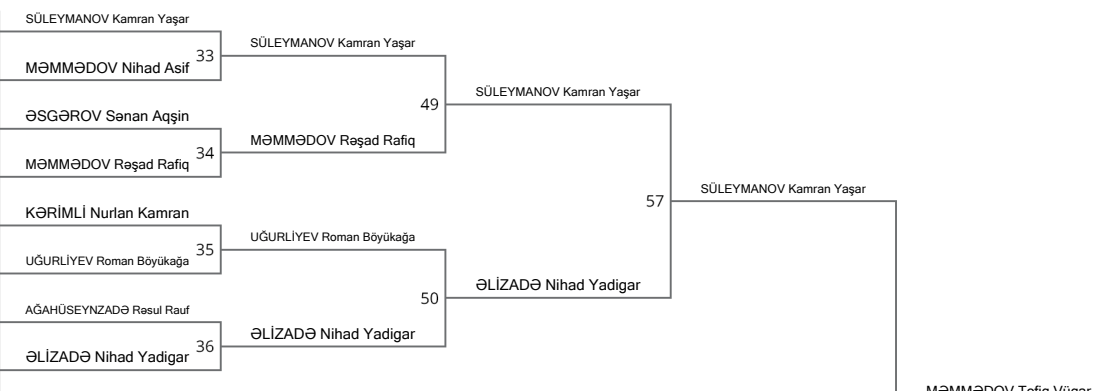 SÜLEYMANOV Kamran Yaşar
33
SÜLEYMANOV Kamran Yaşar
MƏMMƏDOV Nihad Asif
SÜLEYMANOV Kamran Yaşar
49
ƏSGƏROV Sənan Aqşin
MƏMMƏDOV Rəşad Rafiq
34
MƏMMƏDOV Rəşad Rafiq
SÜLEYMANOV Kamran Yaşar
57
KƏRİMLİ Nurlan Kamran
UĞURLİYEV Roman Böyükağa
35
UĞURLİYEV Roman Böyükağa
ƏLİZADƏ Nihad Yadigar
50
AĞAHÜSEYNZADƏ Rəsul Rauf
ƏLİZADƏ Nihad Yadigar
36
ƏLİZADƏ Nihad Yadigar
MƏMMƏDOV Tofiq Vüqar